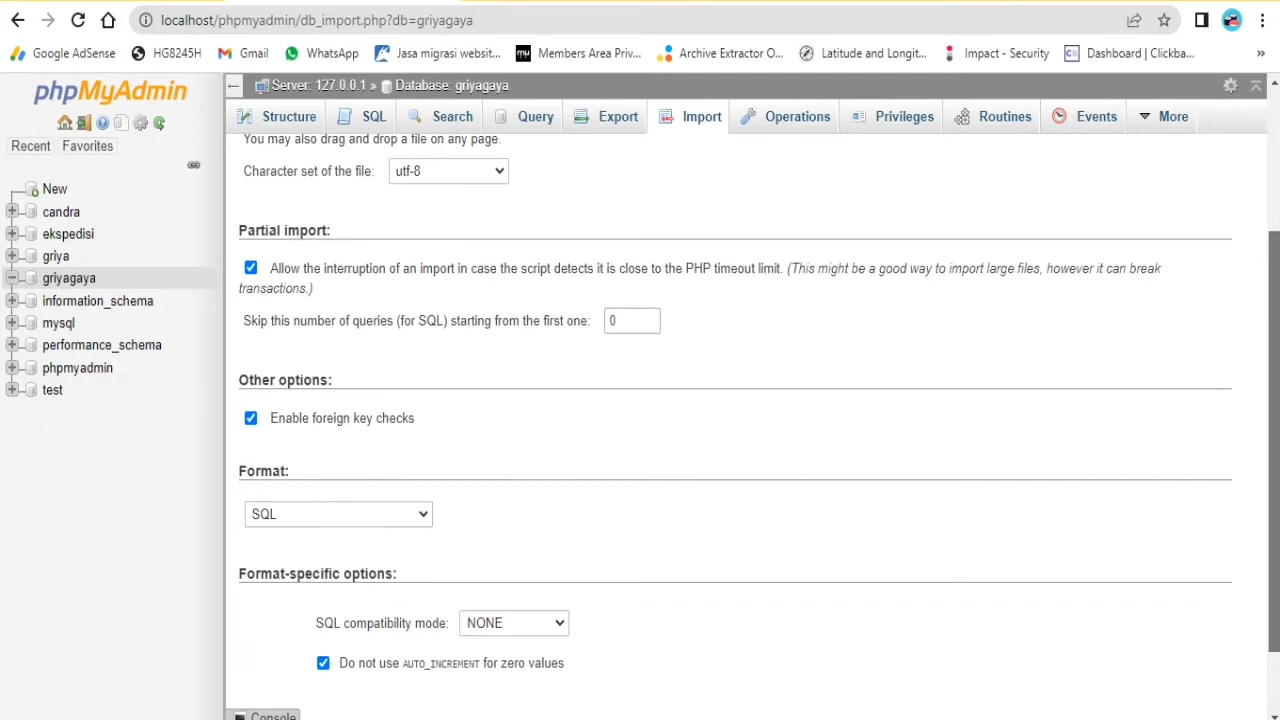 localhost/phpmyadmin/db_import.php?db=griyagaya
Google AdSense HG8245H Gmail WhatsApp Jasa migrasi websit... Members Area Priv... Archive Extractor O... Latitude and Longit... Impact - Security Dashboard | Clickba... »
phpMyAdmin
Recent Favorites
New
candra
ekspedisi
griya
griyagaya
information_schema
mysql
performance_schema
phpmyadmin
test
Server: 127.0.0.1 » Database: griyagaya
Structure SQL Search Query Export Import Operations Privileges Routines Events More
You may also drag and drop a file on any page.
Character set of the file: utf-8
Partial import:
Allow the interruption of an import in case the script detects it is close to the PHP timeout limit. (This might be a good way to import large files, however it can break
transactions.)
Skip this number of queries (for SQL) starting from the first one: 0
Other options:
Enable foreign key checks
Format:
SQL
Format-specific options:
SQL compatibility mode: NONE
Do not use AUTO_INCREMENT for zero values
Console